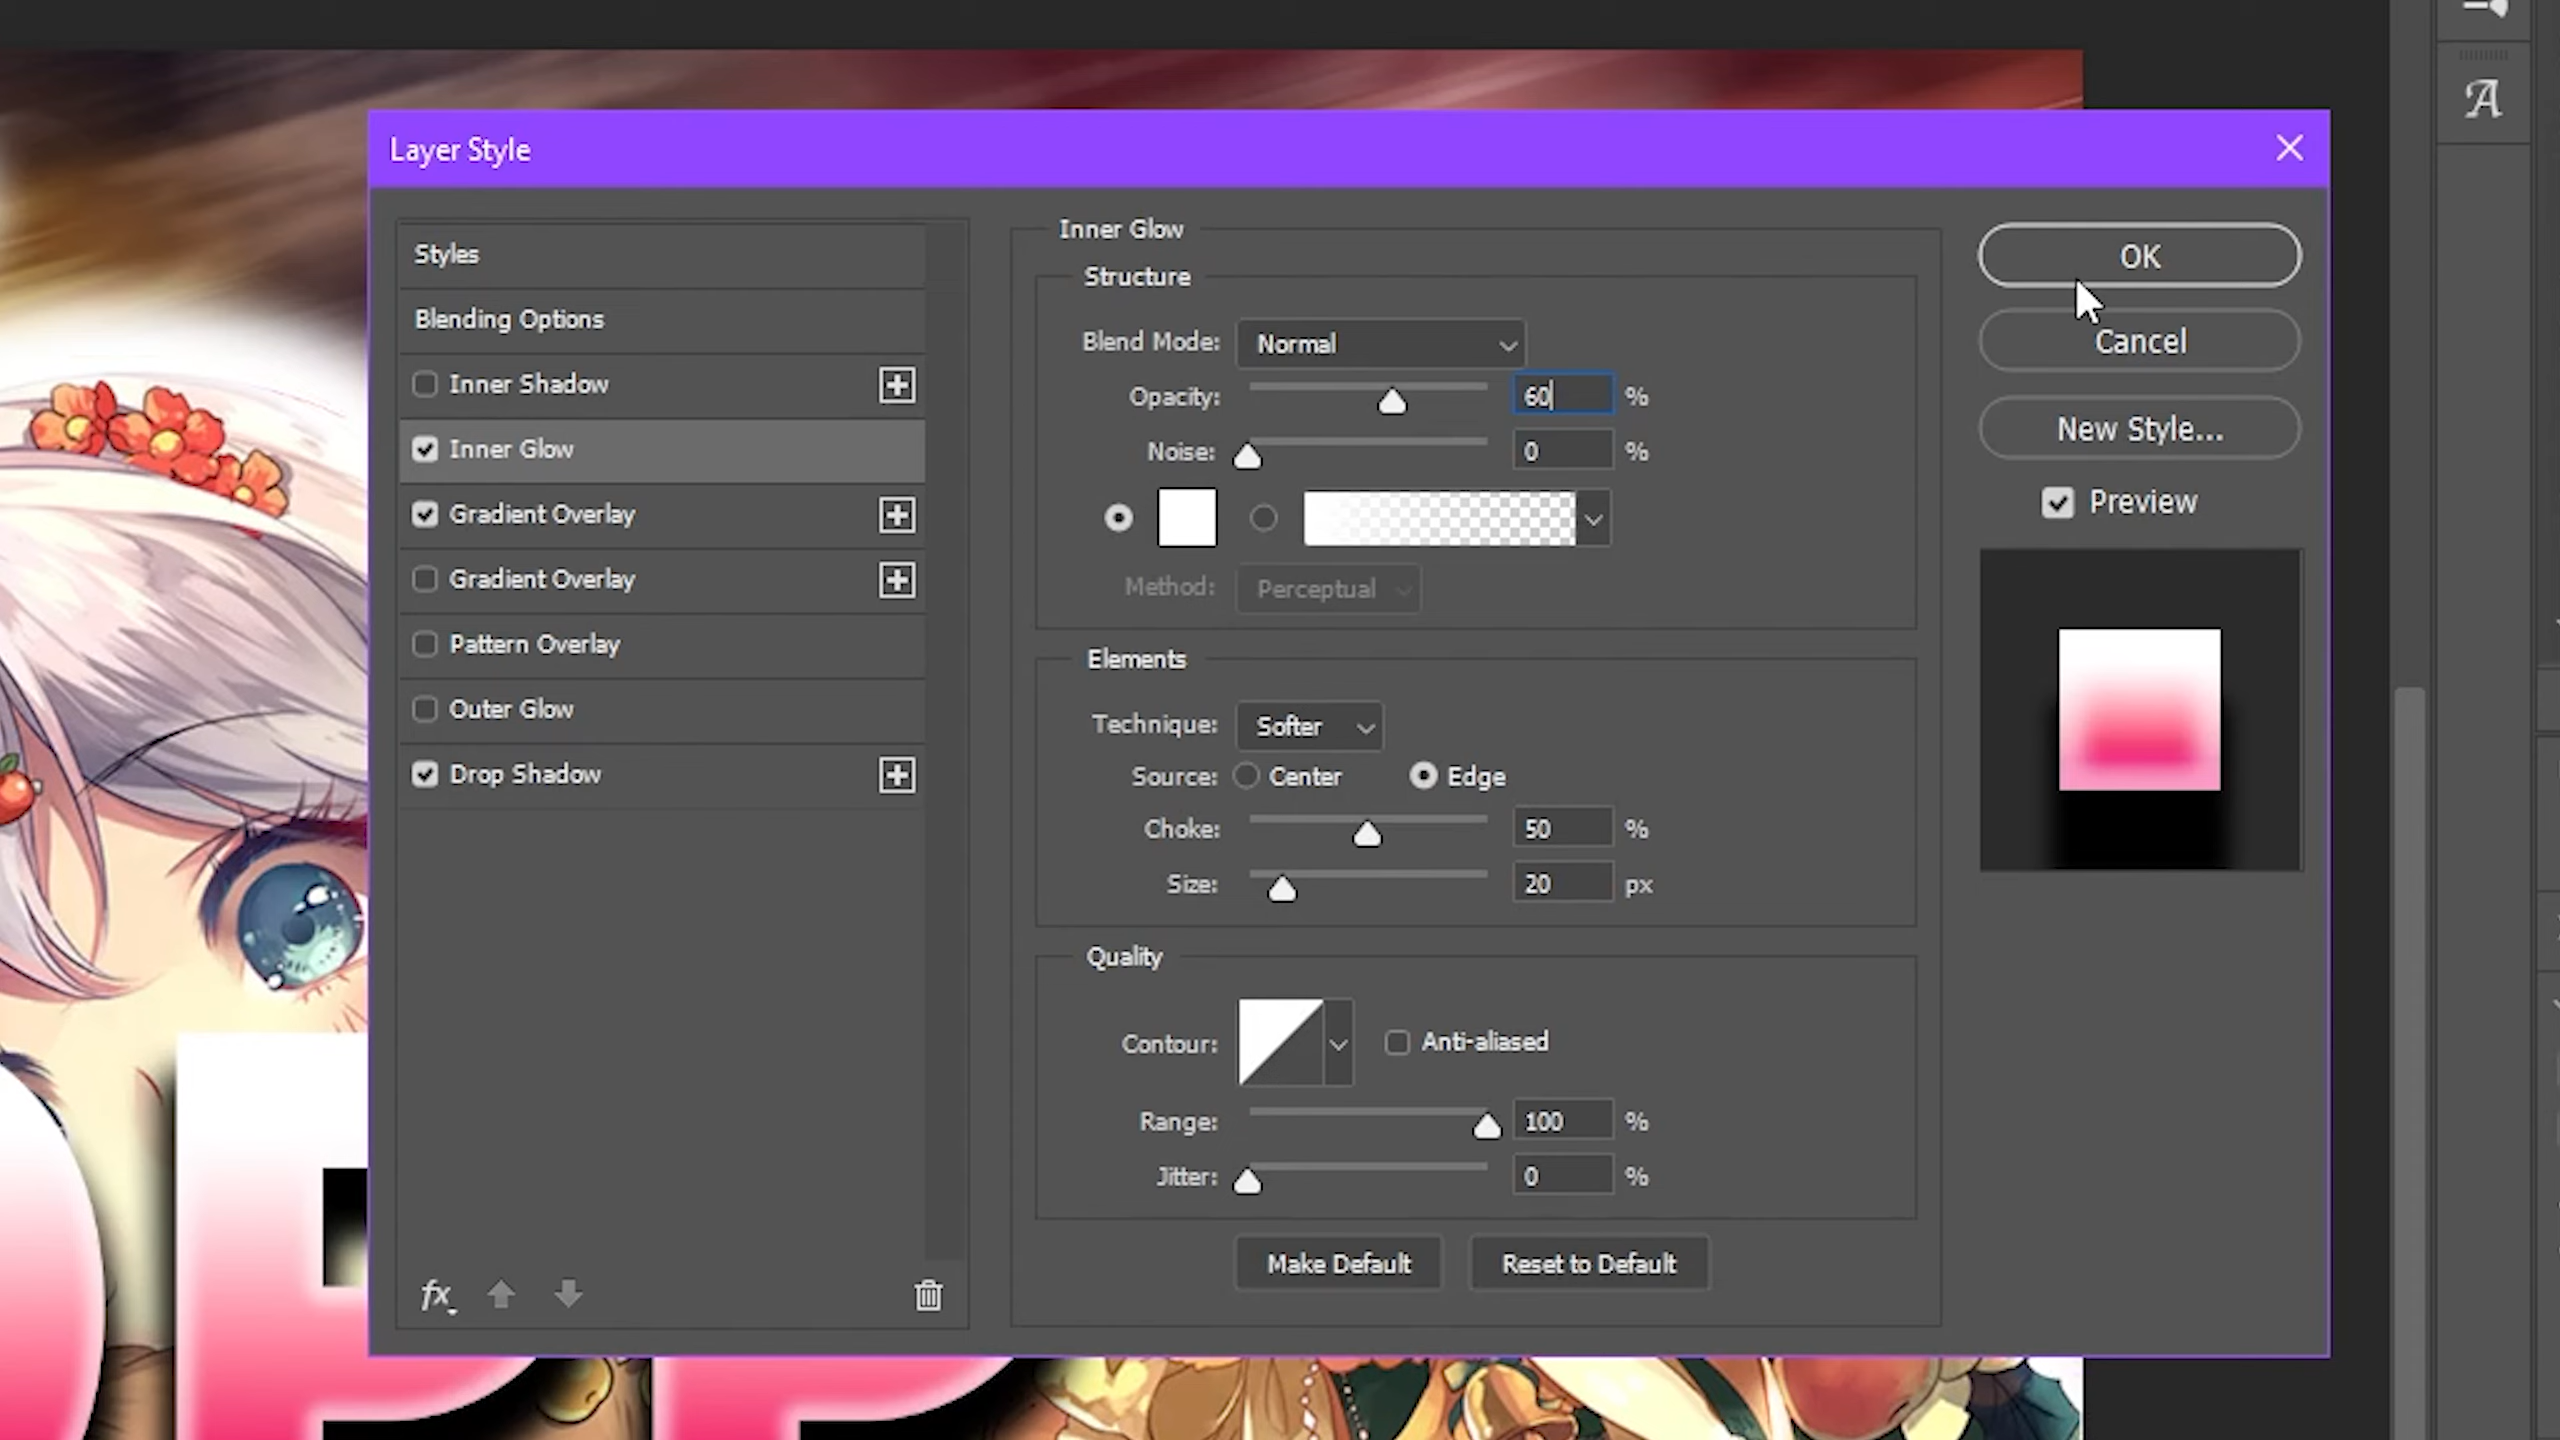 Layer Style
Styles
Blending Options
Inner Shadow
Inner Glow
Gradient Overlay
Gradient Overlay
Pattern Overlay
Outer Glow
Drop Shadow
fx
Inner Glow
Structure
Blend Mode: Normal
Opacity: 60 %
Noise: 0 %
Method: Perceptual
Elements
Technique: Softer
Source: Center Edge
Choke: 50 %
Size: 20 px
Quality
Contour: Anti-aliased
Range: 100 %
Jitter: 0 %
Make Default Reset to Default
OK
Cancel
New Style...
Preview
A